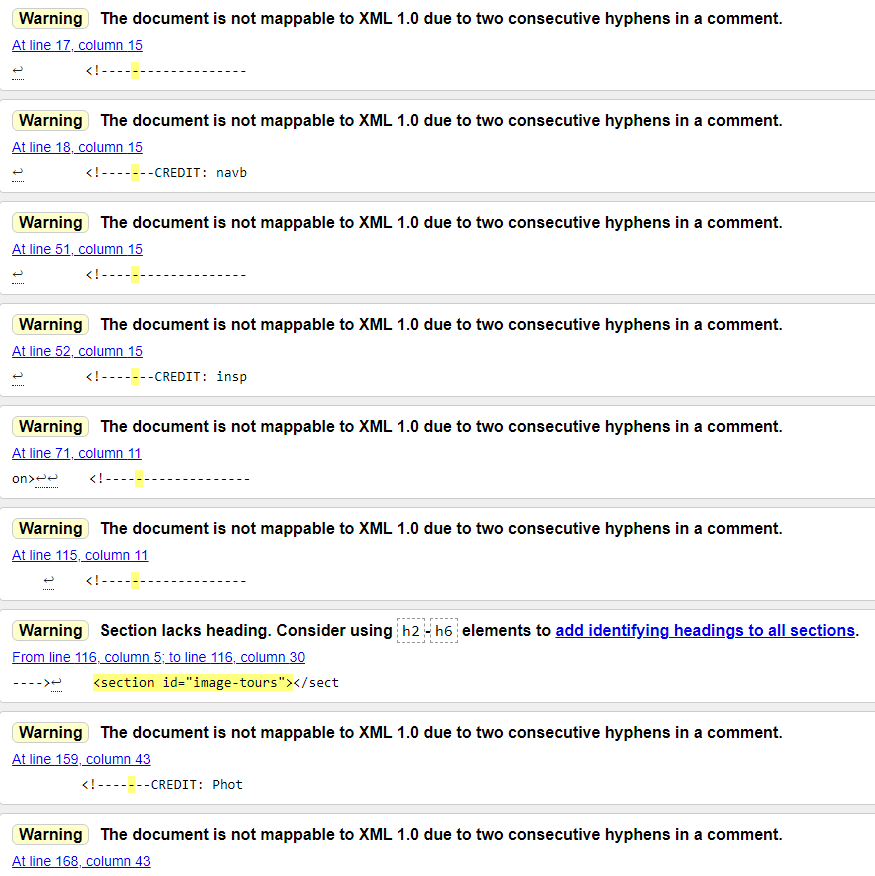 Warning The document is not mappable to XML 1.0 due to two consecutive hyphens in a comment.
At line 17, column 15
↩ <!-------------------
Warning The document is not mappable to XML 1.0 due to two consecutive hyphens in a comment.
At line 18, column 15
↩ <!-------CREDIT: navb
Warning The document is not mappable to XML 1.0 due to two consecutive hyphens in a comment.
At line 51, column 15
↩ <!-------------------
Warning The document is not mappable to XML 1.0 due to two consecutive hyphens in a comment.
At line 52, column 15
↩ <!-------CREDIT: insp
Warning The document is not mappable to XML 1.0 due to two consecutive hyphens in a comment.
At line 71, column 11
on>↩↩ <!-------------------
Warning The document is not mappable to XML 1.0 due to two consecutive hyphens in a comment.
At line 115, column 11
↩ <!-------------------
Warning Section lacks heading. Consider using h2-h6 elements to add identifying headings to all sections.
From line 116, column 5; to line 116, column 30
---->↩ <section id="image-tours"></sect
Warning The document is not mappable to XML 1.0 due to two consecutive hyphens in a comment.
At line 159, column 43
<!-------CREDIT: Phot
Warning The document is not mappable to XML 1.0 due to two consecutive hyphens in a comment.
At line 168, column 43